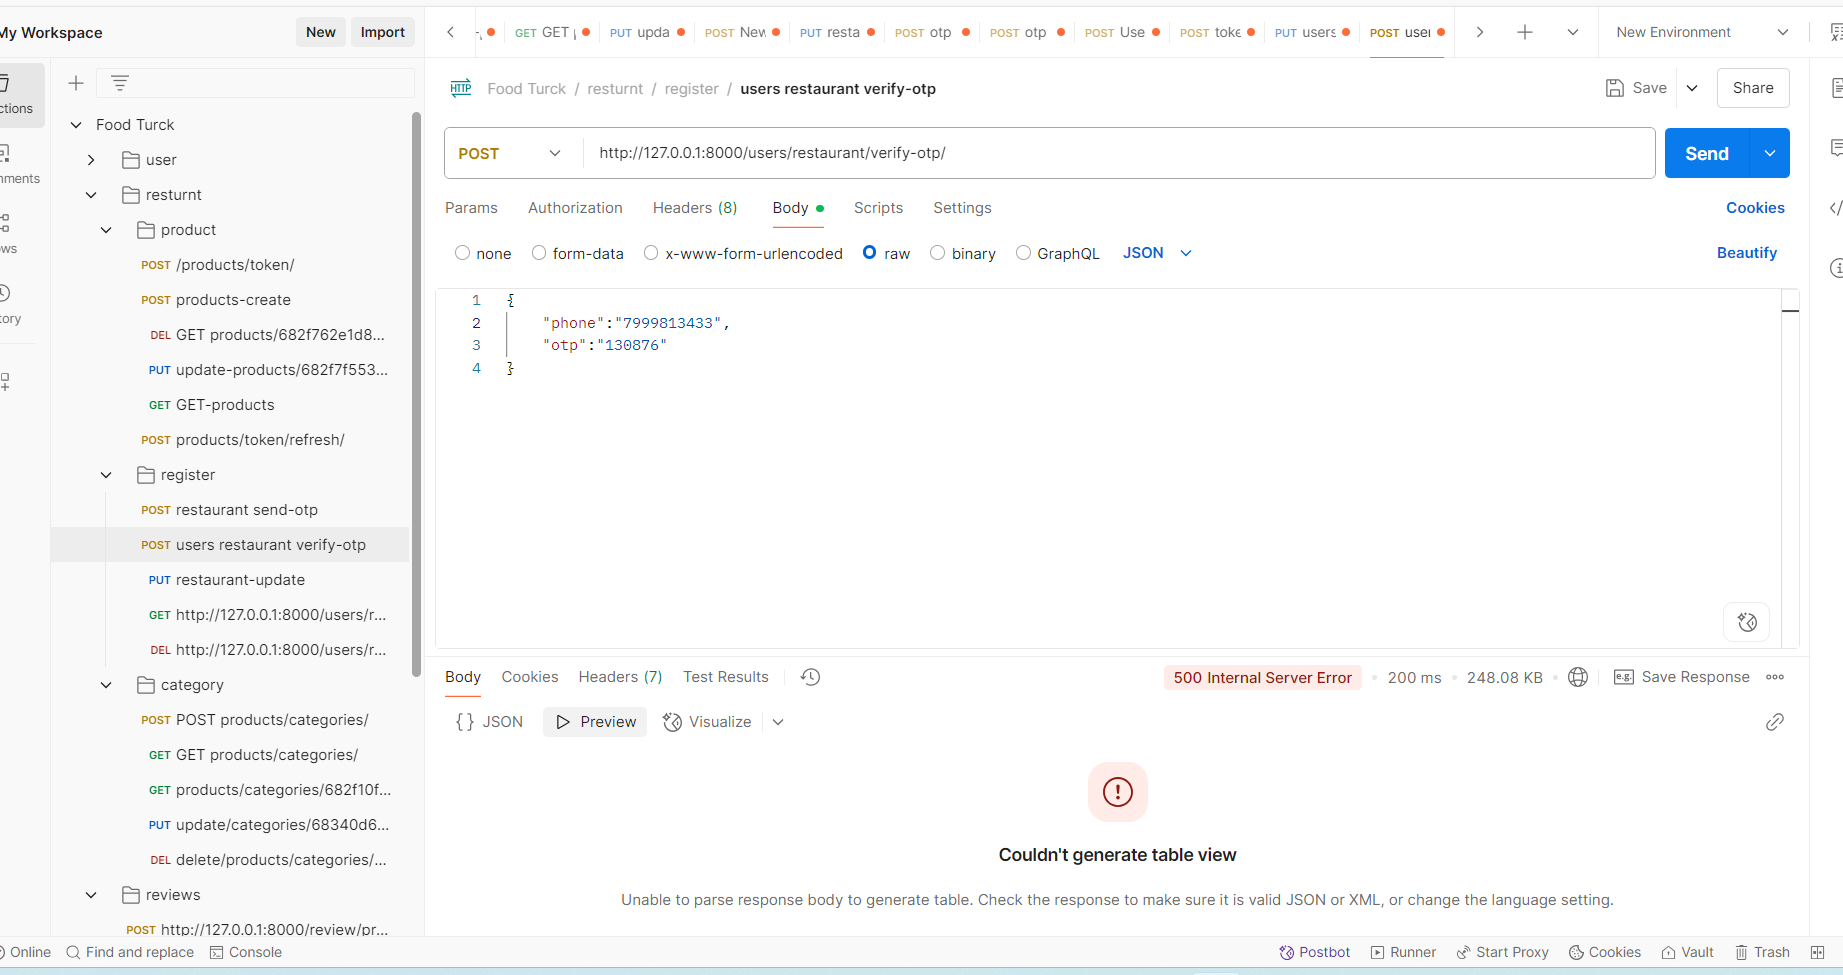 My Workspace
New
Import
GET GET
PUT upda
POST New
PUT resta
POST otp
POST otp
POST Use
POST toke
PUT users
POST user
New Environment
Food Turck / resturnt / register / users restaurant verify-otp
Save
Share
POST
http://127.0.0.1:8000/users/restaurant/verify-otp/
Send
Params
Authorization
Headers (8)
Body
Scripts
Settings
Cookies
none
form-data
x-www-form-urlencoded
raw
binary
GraphQL
JSON
Beautify
1 {
2 "phone":"7999813433",
3 "otp":"130876"
4 }
Food Turck
user
resturnt
product
POST /products/token/
POST products-create
DEL GET products/682f762e1d8...
PUT update-products/682f7f553...
GET GET-products
POST products/token/refresh/
register
POST restaurant send-otp
POST users restaurant verify-otp
PUT restaurant-update
GET http://127.0.0.1:8000/users/r...
DEL http://127.0.0.1:8000/users/r...
category
POST POST products/categories/
GET GET products/categories/
GET products/categories/682f10f...
PUT update/categories/68340d6...
DEL delete/products/categories/...
reviews
POST http://127.0.0.1:8000/review/pr...
Body
Cookies
Headers (7)
Test Results
500 Internal Server Error
200 ms
248.08 KB
e.g.
Save Response
{} JSON
Preview
Visualize
Couldn't generate table view
Unable to parse response body to generate table. Check the response to make sure it is valid JSON or XML, or change the language setting.
Online
Find and replace
Console
Postbot
Runner
Start Proxy
Cookies
Vault
Trash